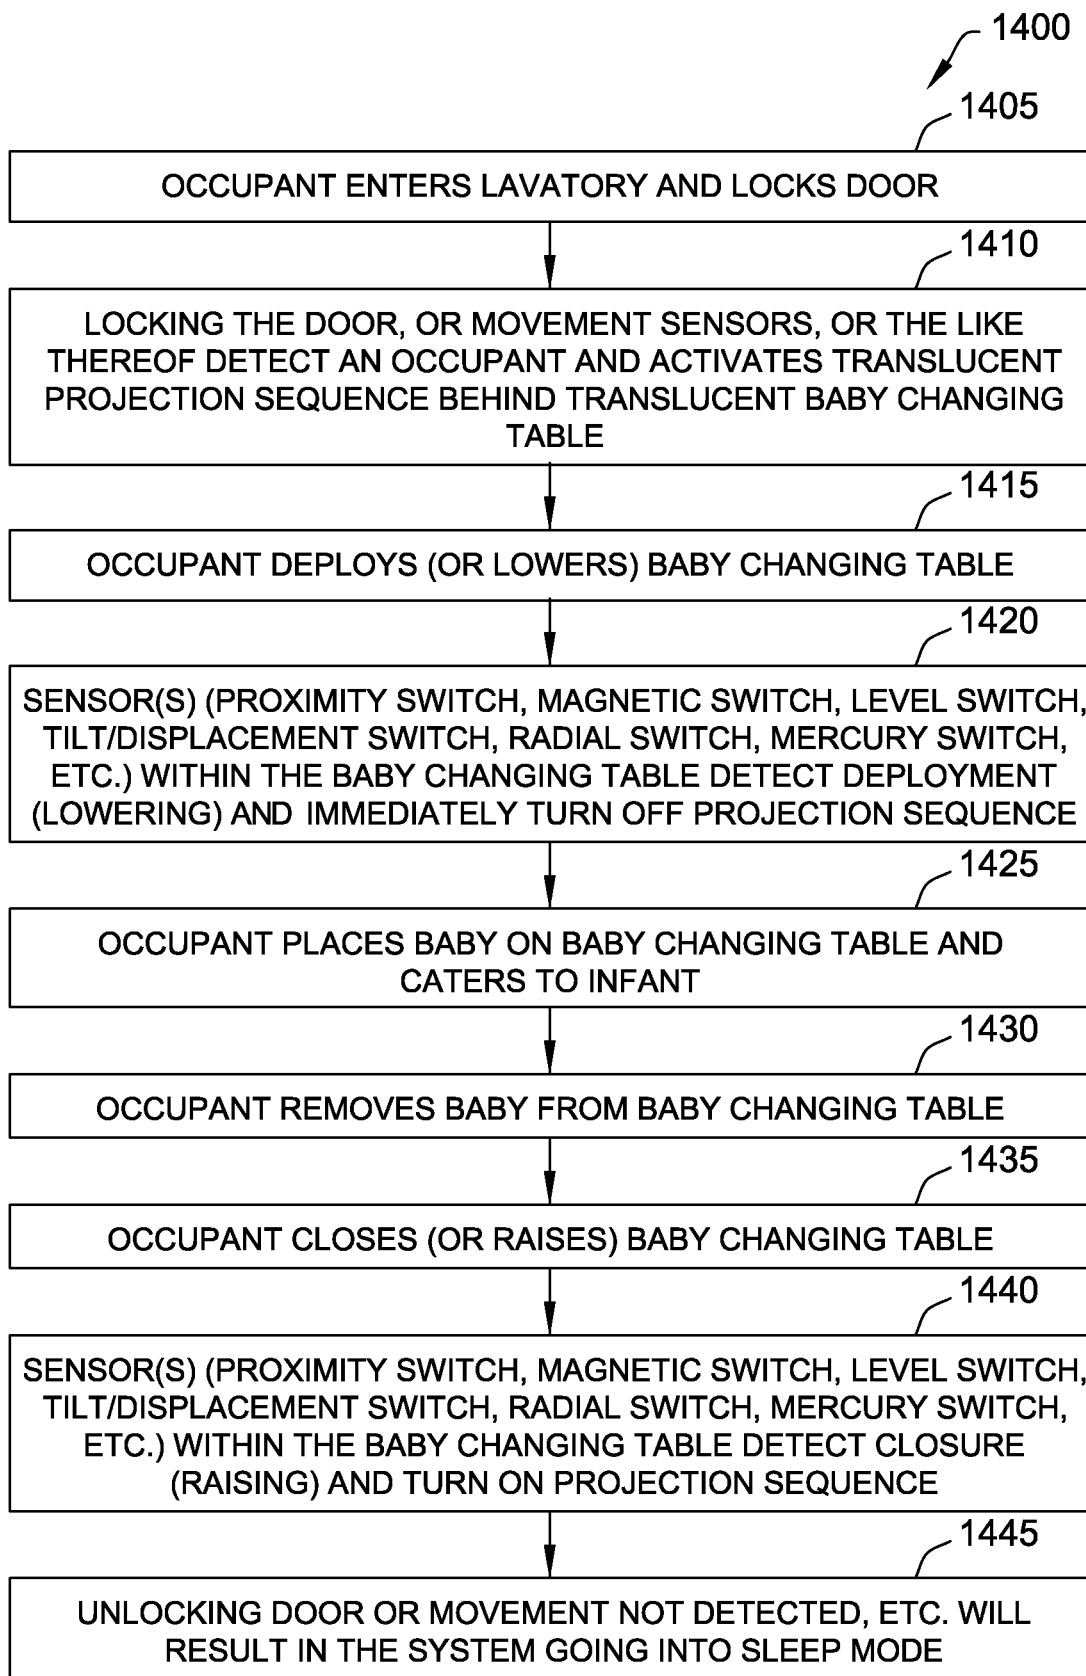 1400
1405
OCCUPANT ENTERS LAVATORY AND LOCKS DOOR
1410
LOCKING THE DOOR, OR MOVEMENT SENSORS, OR THE LIKE
THEREOF DETECT AN OCCUPANT AND ACTIVATES TRANSLUCENT
PROJECTION SEQUENCE BEHIND TRANSLUCENT BABY CHANGING
TABLE
1415
OCCUPANT DEPLOYS (OR LOWERS) BABY CHANGING TABLE
1420
SENSOR(S) (PROXIMITY SWITCH, MAGNETIC SWITCH, LEVEL SWITCH,
TILT/DISPLACEMENT SWITCH, RADIAL SWITCH, MERCURY SWITCH,
ETC.) WITHIN THE BABY CHANGING TABLE DETECT DEPLOYMENT
(LOWERING) AND IMMEDIATELY TURN OFF PROJECTION SEQUENCE
1425
OCCUPANT PLACES BABY ON BABY CHANGING TABLE AND
CATERS TO INFANT
1430
OCCUPANT REMOVES BABY FROM BABY CHANGING TABLE
1435
OCCUPANT CLOSES (OR RAISES) BABY CHANGING TABLE
1440
SENSOR(S) (PROXIMITY SWITCH, MAGNETIC SWITCH, LEVEL SWITCH,
TILT/DISPLACEMENT SWITCH, RADIAL SWITCH, MERCURY SWITCH,
ETC.) WITHIN THE BABY CHANGING TABLE DETECT CLOSURE
(RAISING) AND TURN ON PROJECTION SEQUENCE
1445
UNLOCKING DOOR OR MOVEMENT NOT DETECTED, ETC. WILL
RESULT IN THE SYSTEM GOING INTO SLEEP MODE